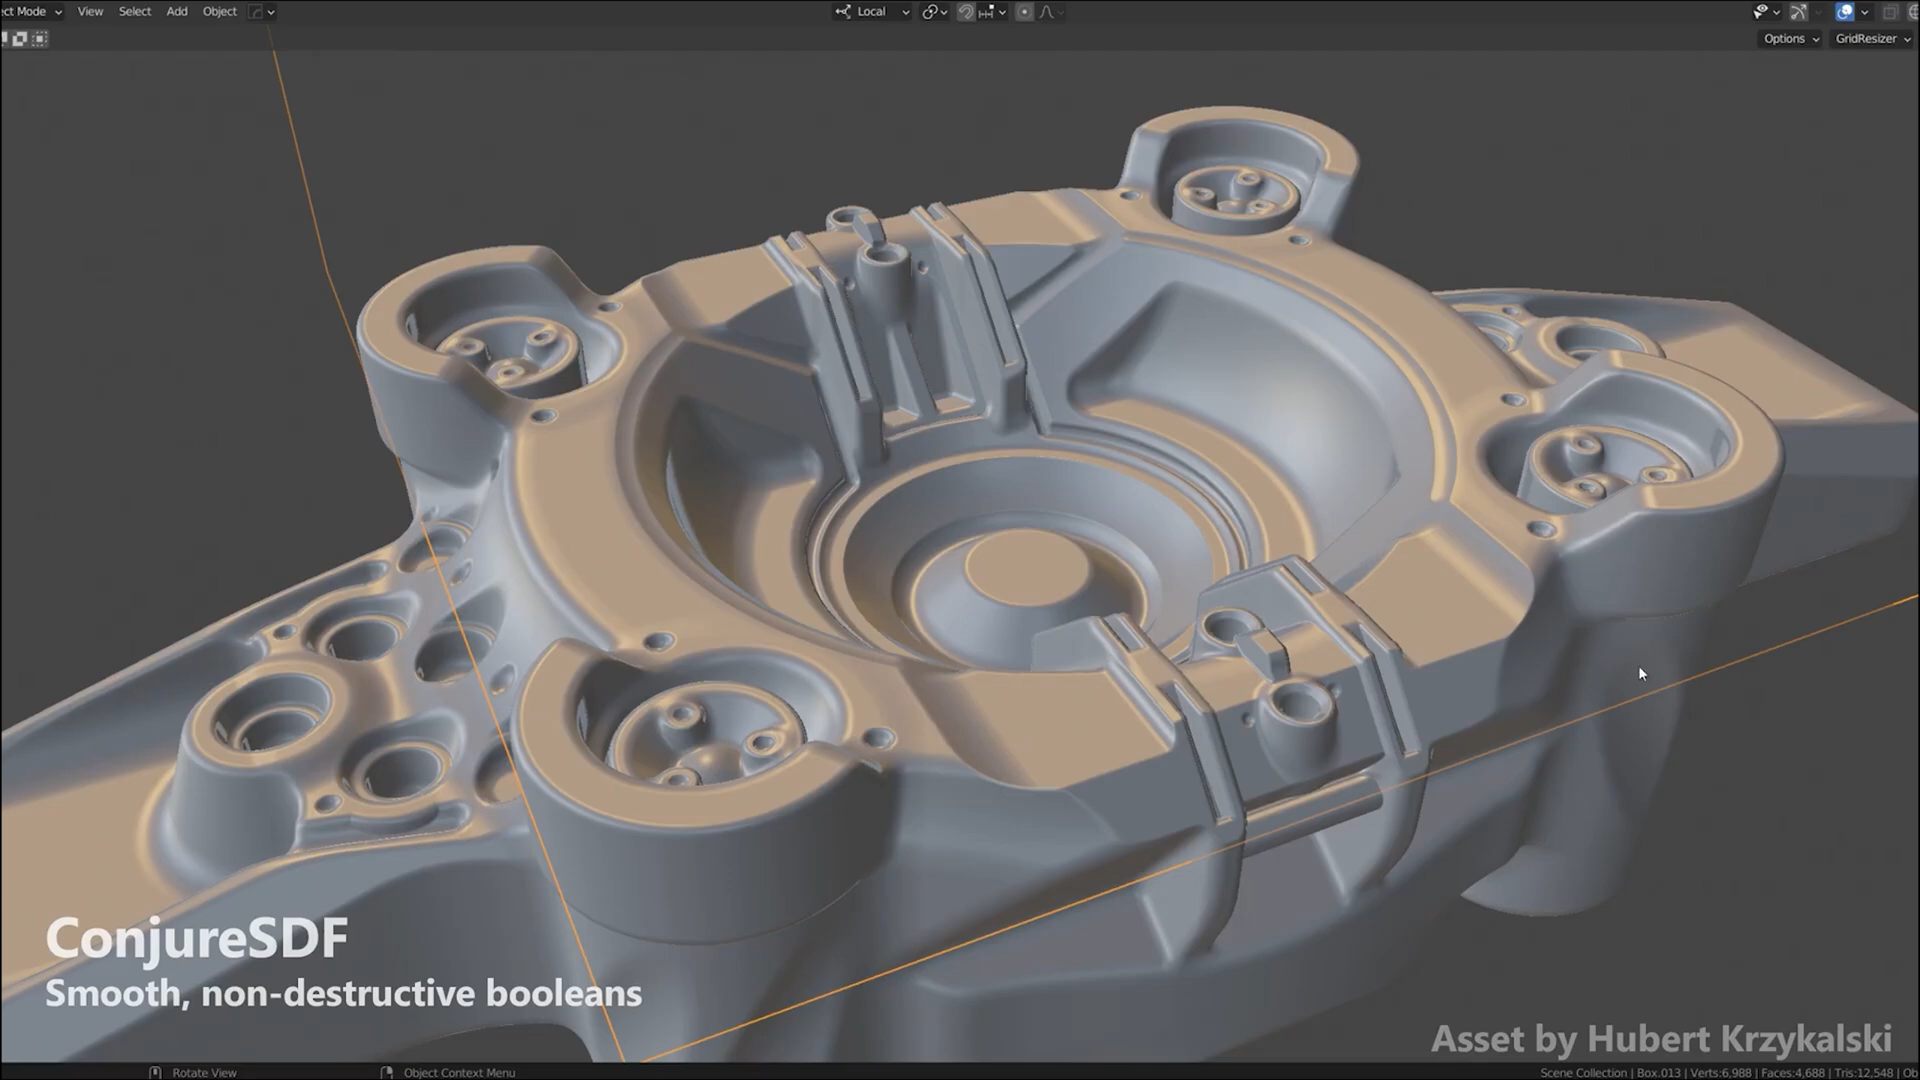 ect Mode View Select Add Object Local
Options GridResizer
ConjureSDF
Smooth, non-destructive booleans
Asset by Hubert Krzykalski
Rotate View Object Context Menu Scene Collection | Box.013 | Verts:6,988 | Faces:4,688 | Tris:12,548 | Ob